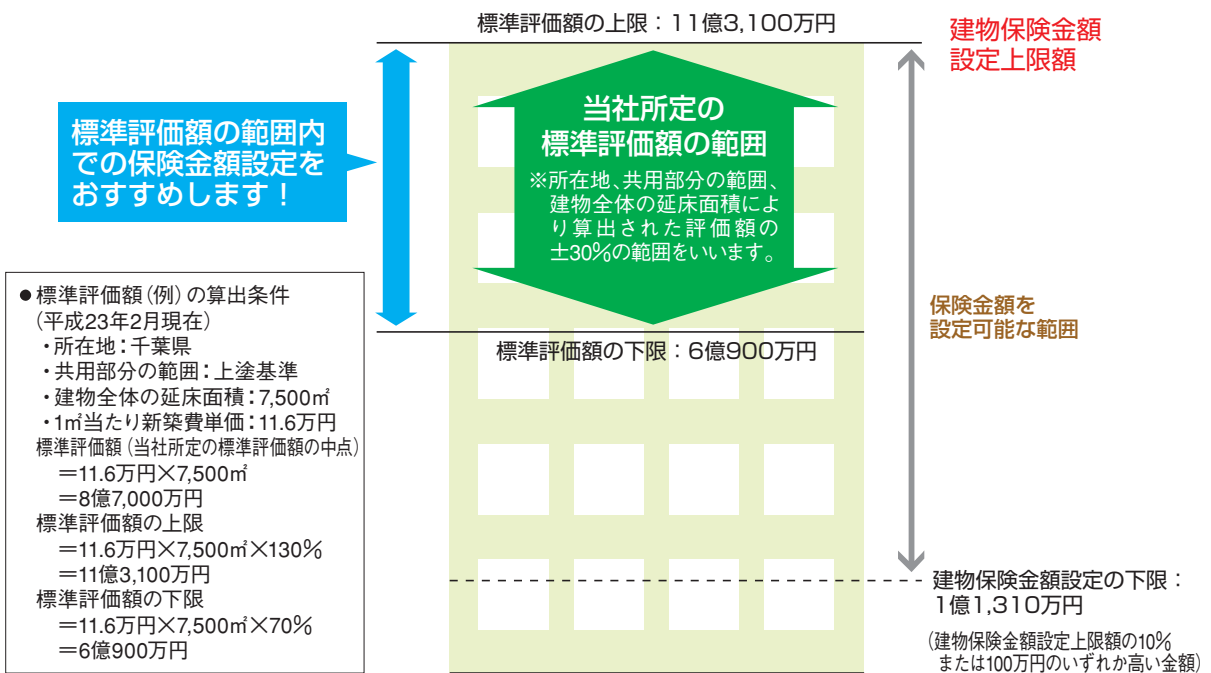 標準評価額の上限：11億3,100万円
建物保険金額
設定上限額
標準評価額の範囲内
での保険金額設定を
おすすめします！
当社所定の
標準評価額の範囲
※所在地、共用部分の範囲、
建物全体の延床面積によ
り算出された評価額の
±30%の範囲をいいます。
標準評価額の下限：6億900万円
保険金額を
設定可能な範囲
●標準評価額（例）の算出条件
（平成23年2月現在）
・所在地：千葉県
・共用部分の範囲：上塗基準
・建物全体の延床面積：7,500㎡
・1㎡当たり新築費単価：11.6万円
標準評価額（当社所定の標準評価額の中点）
＝11.6万円×7,500㎡
＝8億7,000万円
標準評価額の上限
＝11.6万円×7,500㎡×130%
＝11億3,100万円
標準評価額の下限
＝11.6万円×7,500㎡×70%
＝6億900万円
建物保険金額設定の下限：
1億1,310万円
（建物保険金額設定上限額の10%
または100万円のいずれか高い金額）